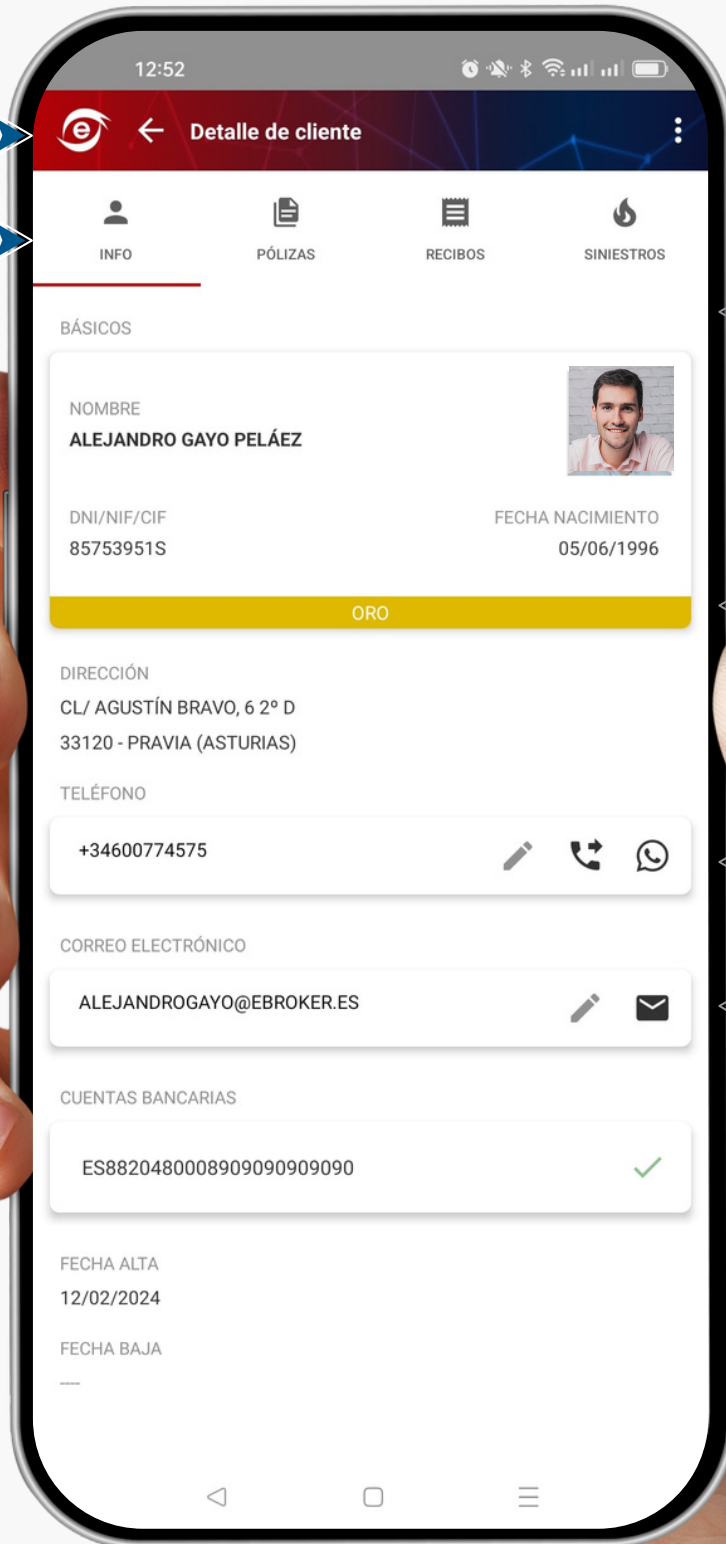 12:52
e
Detalle de cliente
INFO
PÓLIZAS
RECIBOS
SINIESTROS
BÁSICOS
NOMBRE
ALEJANDRO GAYO PELÁEZ
DNI/NIF/CIF
FECHA NACIMIENTO
85753951S
05/06/1996
ORO
DIRECCIÓN
CL/ AGUSTÍN BRAVO, 6 2º D
33120 - PRAVIA (ASTURIAS)
TELÉFONO
+34600774575
CORREO ELECTRÓNICO
ALEJANDROGAYO@EBROKER.ES
CUENTAS BANCARIAS
ES8820480008909090909090
FECHA ALTA
12/02/2024
FECHA BAJA
---